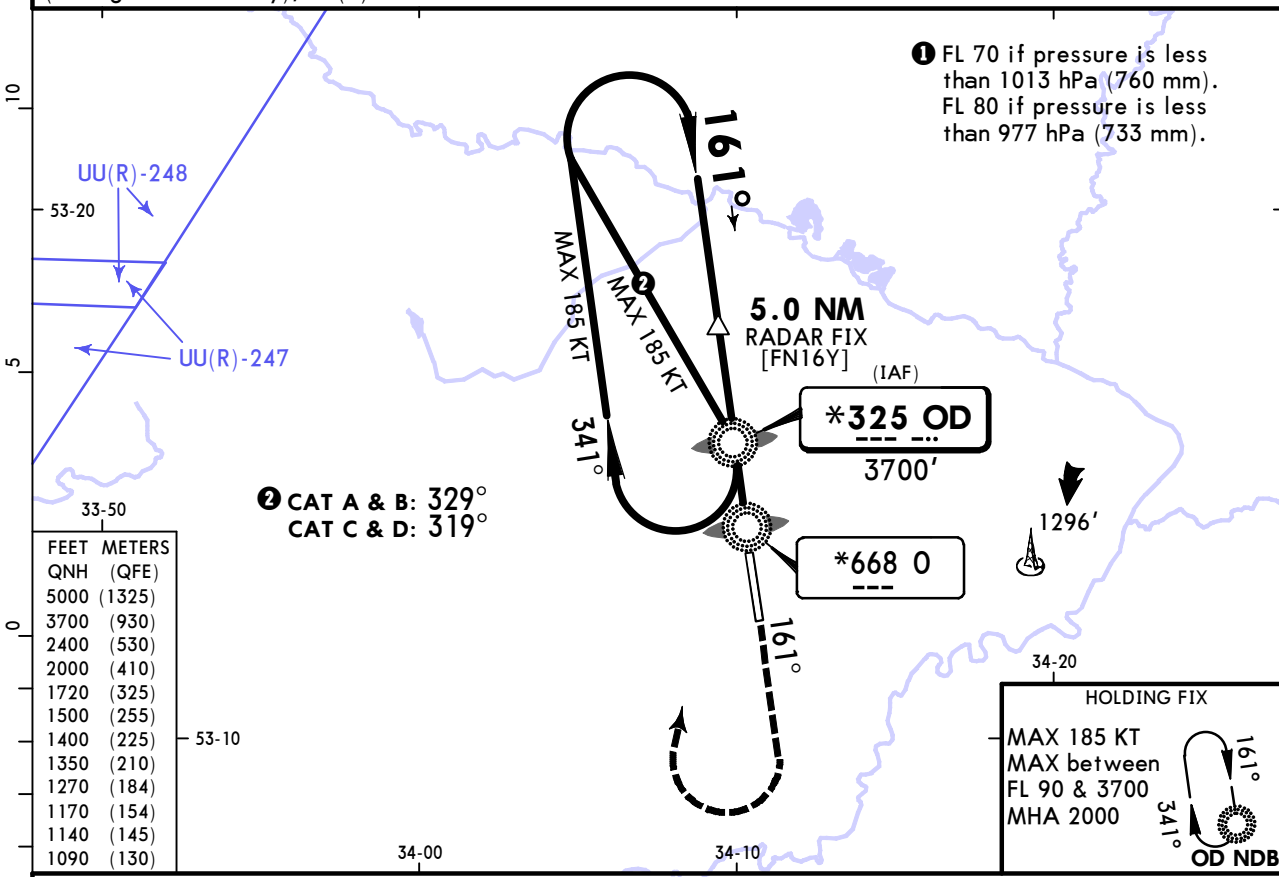 ❶ FL 70 if pressure is less
than 1013 hPa (760 mm).
FL 80 if pressure is less
than 977 hPa (733 mm).
10
161°
UU(R)-248
53-20
MAX 185 KT
❷
MAX 185 KT
5.0 NM
RADAR FIX
[FN16Y]
UU(R)-247
5
(IAF)
*325 OD
3700'
341°
❷ CAT A & B: 329°
CAT C & D: 319°
33-50
1296'
*668 O
FEET METERS
QNH (QFE)
5000 (1325)
3700 (930)
2400 (530)
2000 (410)
1720 (325)
1500 (255)
1400 (225)
1350 (210)
1270 (184)
1170 (154)
1140 (145)
1090 (130)
0
161°
34-20
53-10
HOLDING FIX
MAX 185 KT
MAX between
FL 90 & 3700
MHA 2000
161°
341°
OD NDB
34-00
34-10